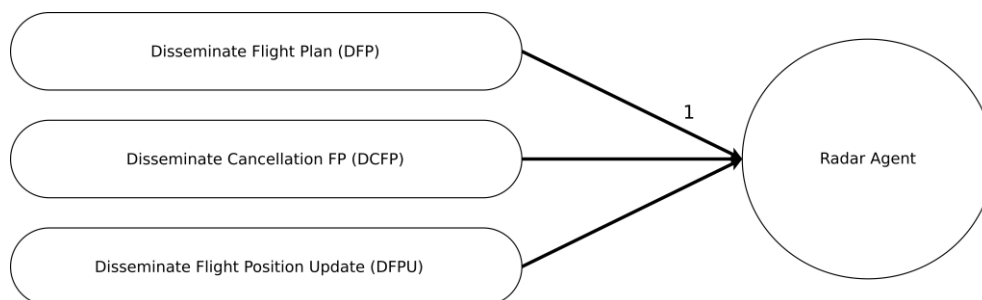 Disseminate Flight Plan (DFP)
1
Disseminate Cancellation FP (DCFP)
Radar Agent
Disseminate Flight Position Update (DFPU)